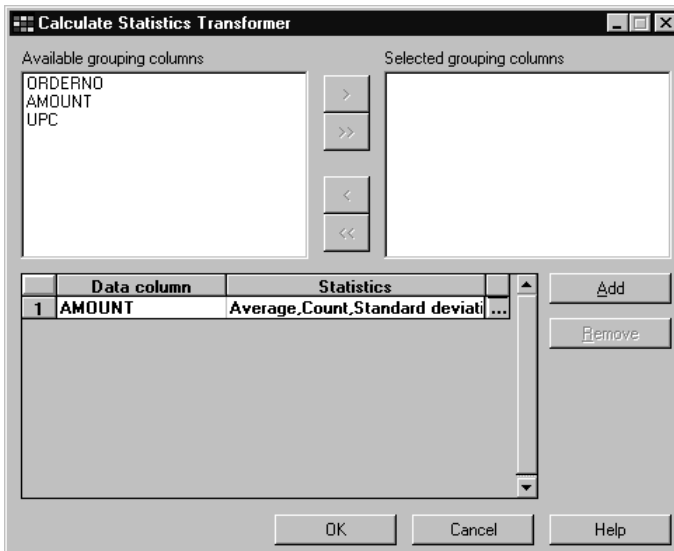 Calculate Statistics Transformer
Available grouping columns
Selected grouping columns
ORDERNO
AMOUNT
UPC
>
>>
<
<<
Data column Statistics
1 AMOUNT Average,Count,Standard deviati ...
Add
Remove
OK Cancel Help